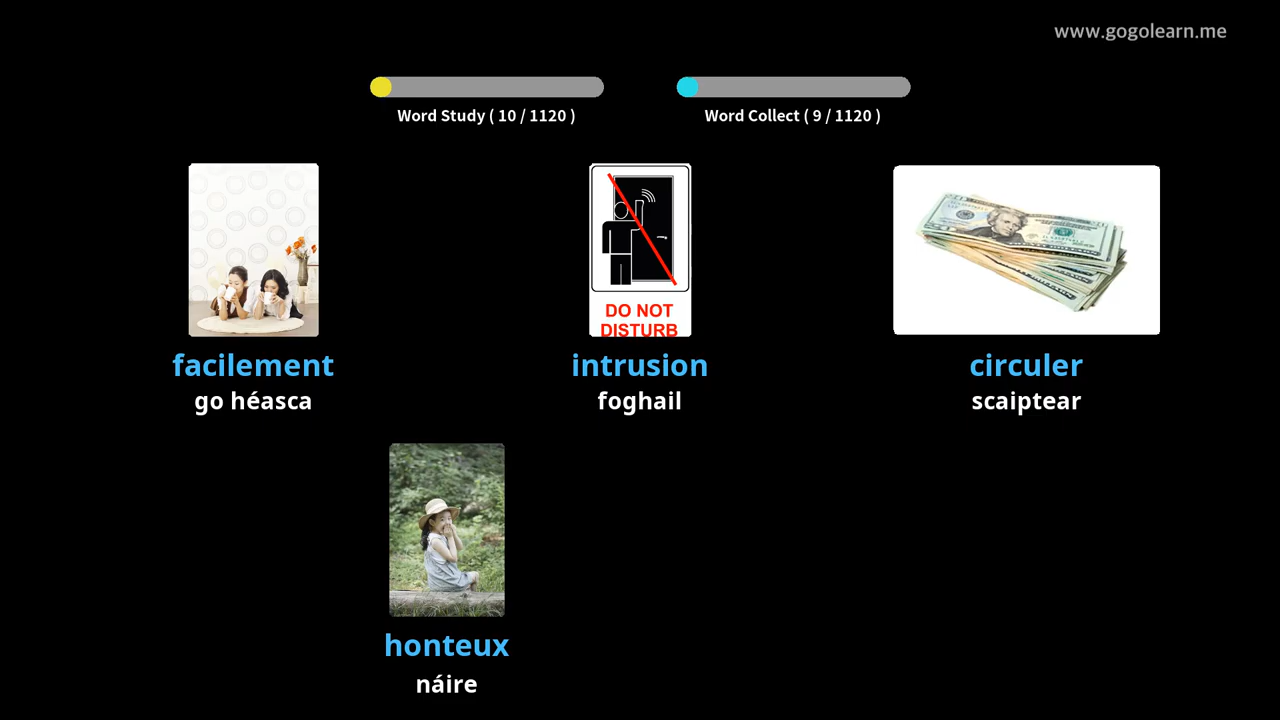 www.gogolearn.me
Word Study ( 10 / 1120 )
Word Collect ( 9 / 1120 )
DO NOT
DISTURB
facilement
go héasca
intrusion
foghail
circuler
scaiptear
honteux
náire